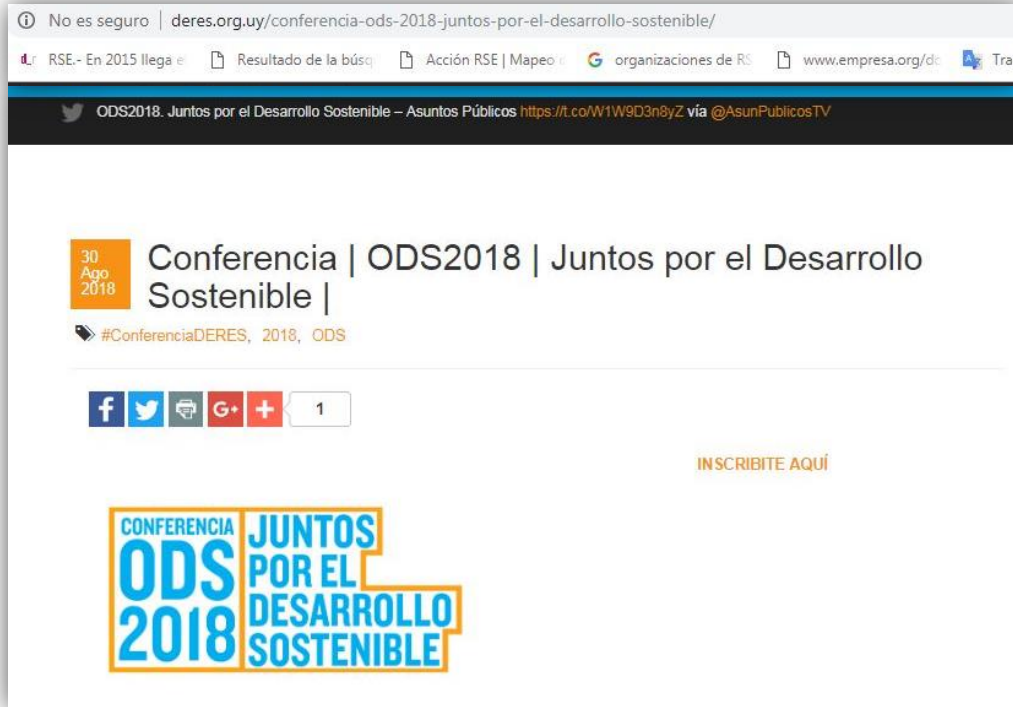 No es seguro | deres.org.uy/conferencia-ods-2018-juntos-por-el-desarrollo-sostenible/
RSE.- En 2015 llega e Resultado de la búsq Acción RSE | Mapeo organizaciones de RS www.empresa.org/dc Tra
ODS2018. Juntos por el Desarrollo Sostenible – Asuntos Públicos https://t.co/W1W9D3n8yZ vía @AsunPublicosTV
30
Ago
2018
Conferencia | ODS2018 | Juntos por el Desarrollo
Sostenible |
#ConferenciaDERES, 2018, ODS
f G+ + 1
INSCRIBITE AQUÍ
CONFERENCIA
ODS
2018
JUNTOS
POR EL
DESARROLLO
SOSTENIBLE